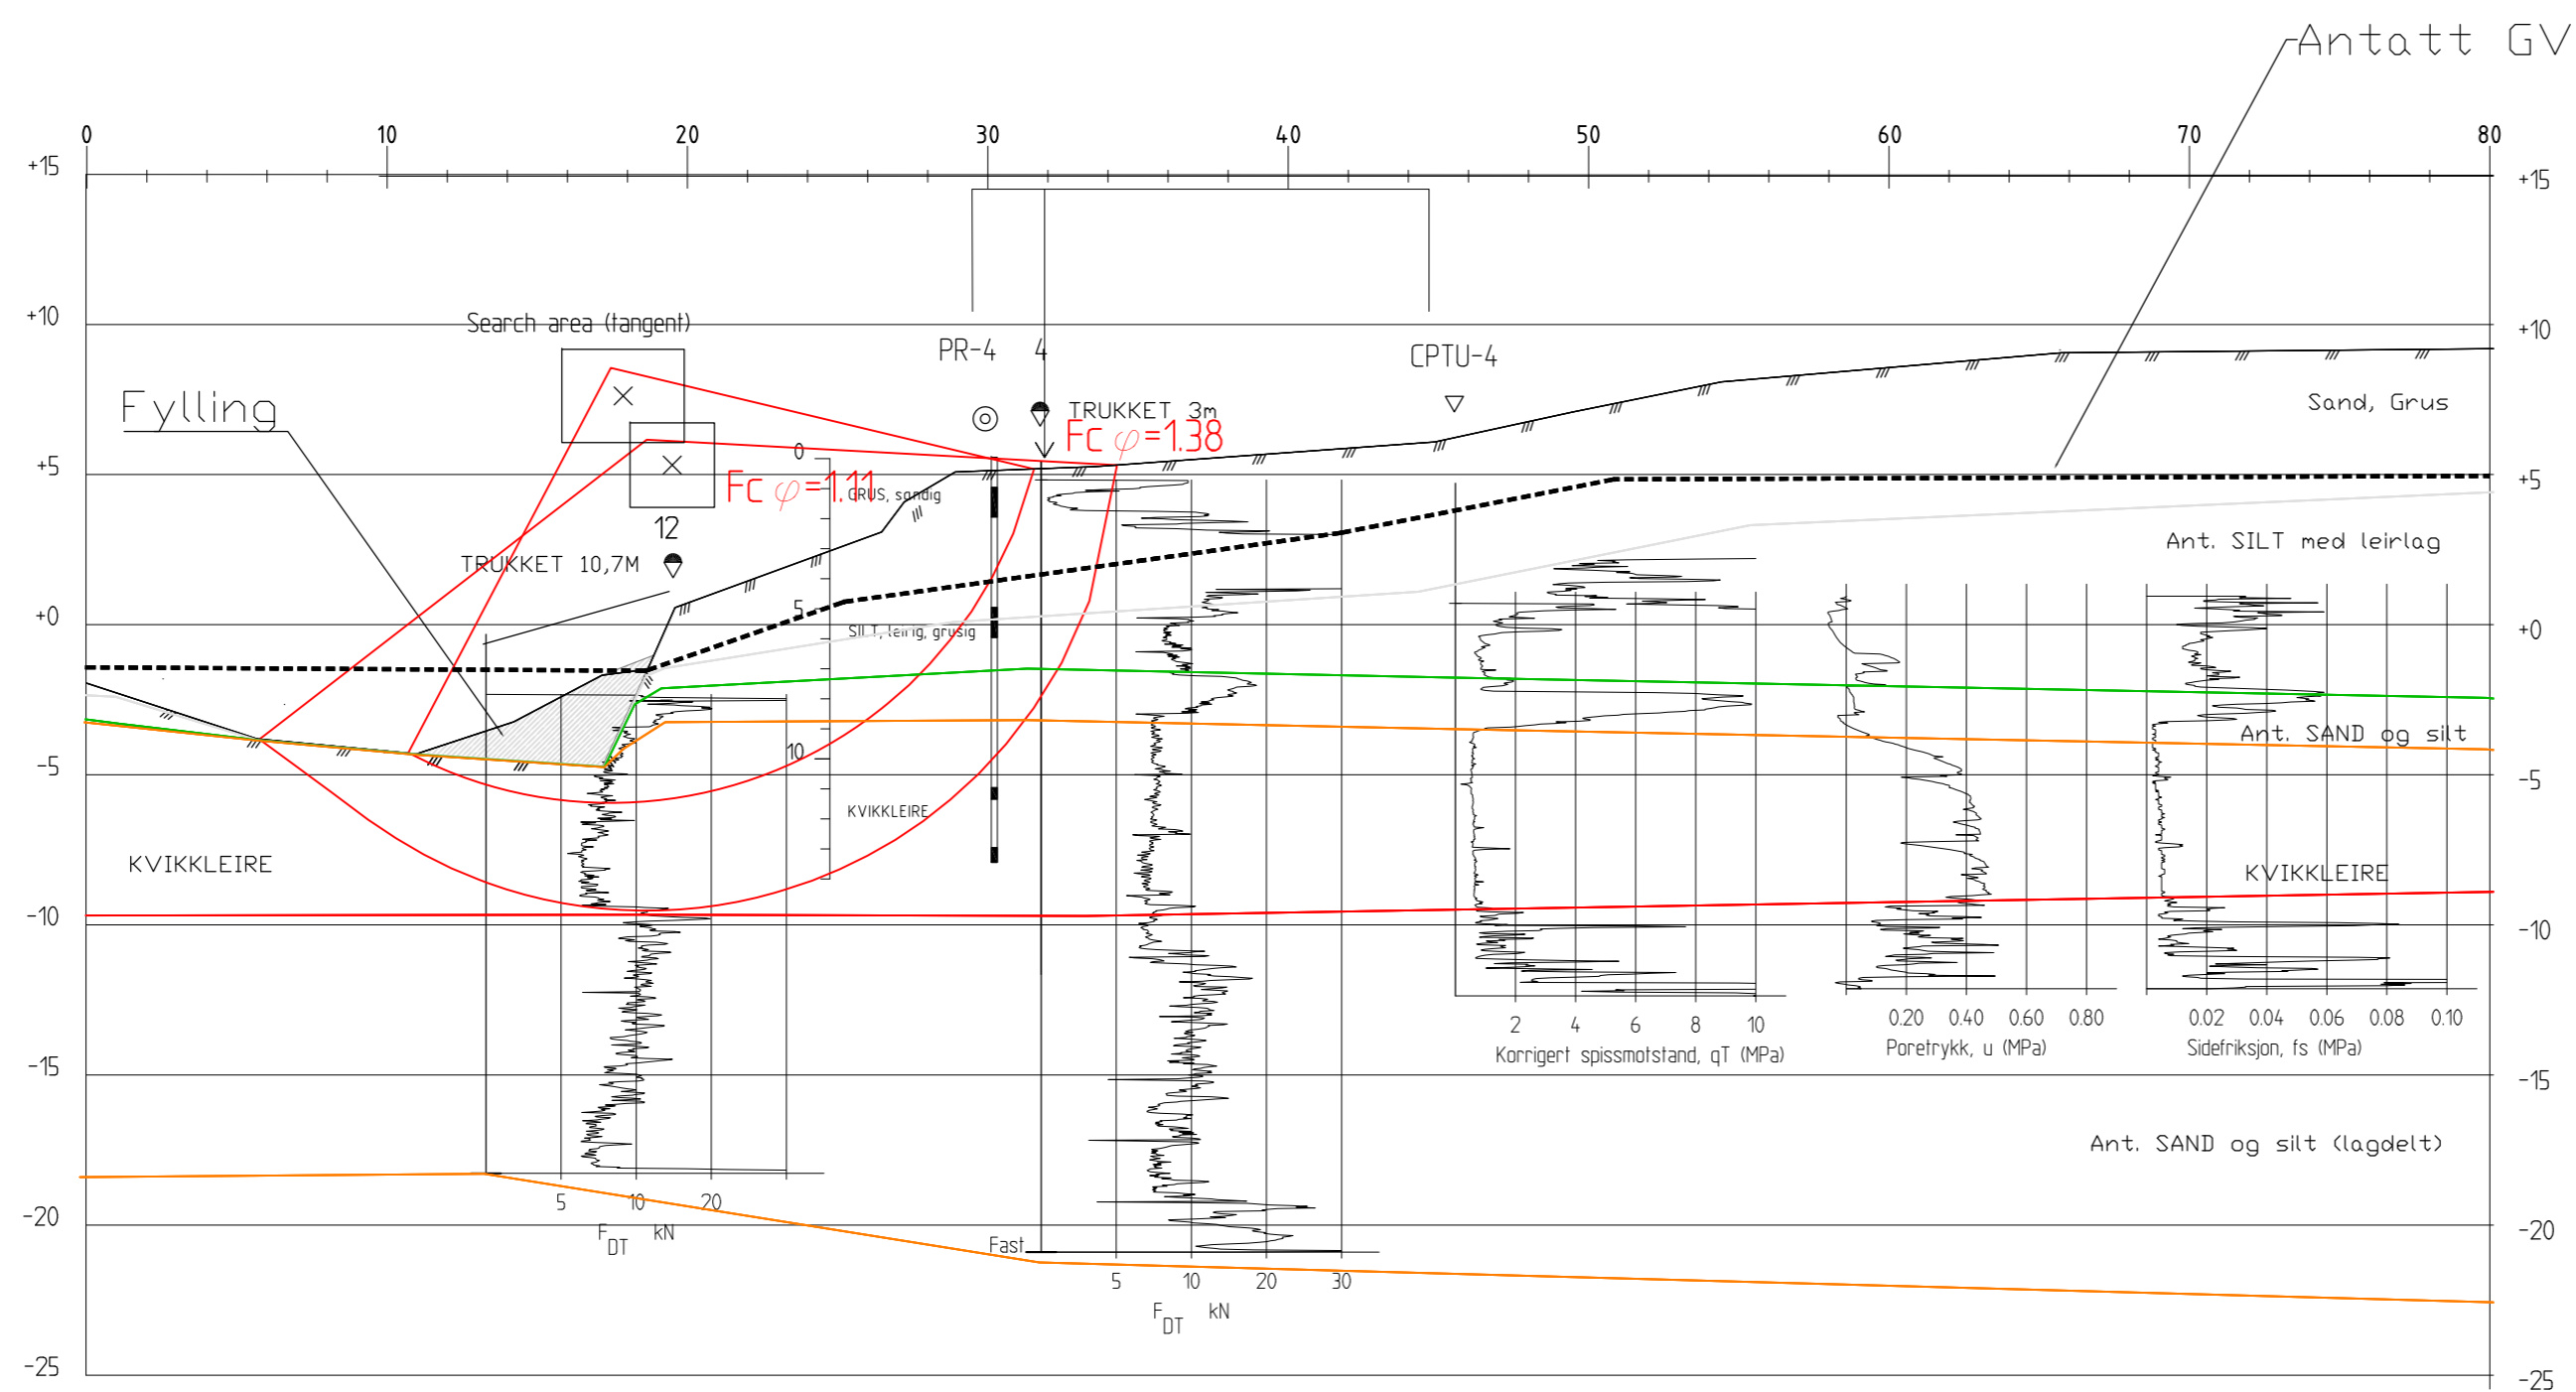 Antatt GV
0 10 20 30 40 50 60 70 80
+15 +15
+10 +10
Search area (tangent)
PR-4 4 CPTU-4
Fylling
TRUKKET 3m
Fc φ=1.38
Sand, Grus
+5 0 +5
Fc φ=1.11
GRUS, sandig
12
TRUKKET 10,7M
Ant. SILT med leirlag
+0 5 +0
SILT, leirig, grusig
Ant. SAND og silt
-5 10 -5
KVIKKLEIRE
KVIKKLEIRE KVIKKLEIRE
-10 -10
2 4 6 8 10 0.20 0.40 0.60 0.80 0.02 0.04 0.06 0.08 0.10
Korrigert spissmotstand, qT (MPa) Poretrykk, u (MPa) Sidefriksjon, fs (MPa)
-15 -15
Ant. SAND og silt (lagdelt)
5 10 20
-20 -20
FDT kN
Fast
5 10 20 30
FDT kN
-25 -25